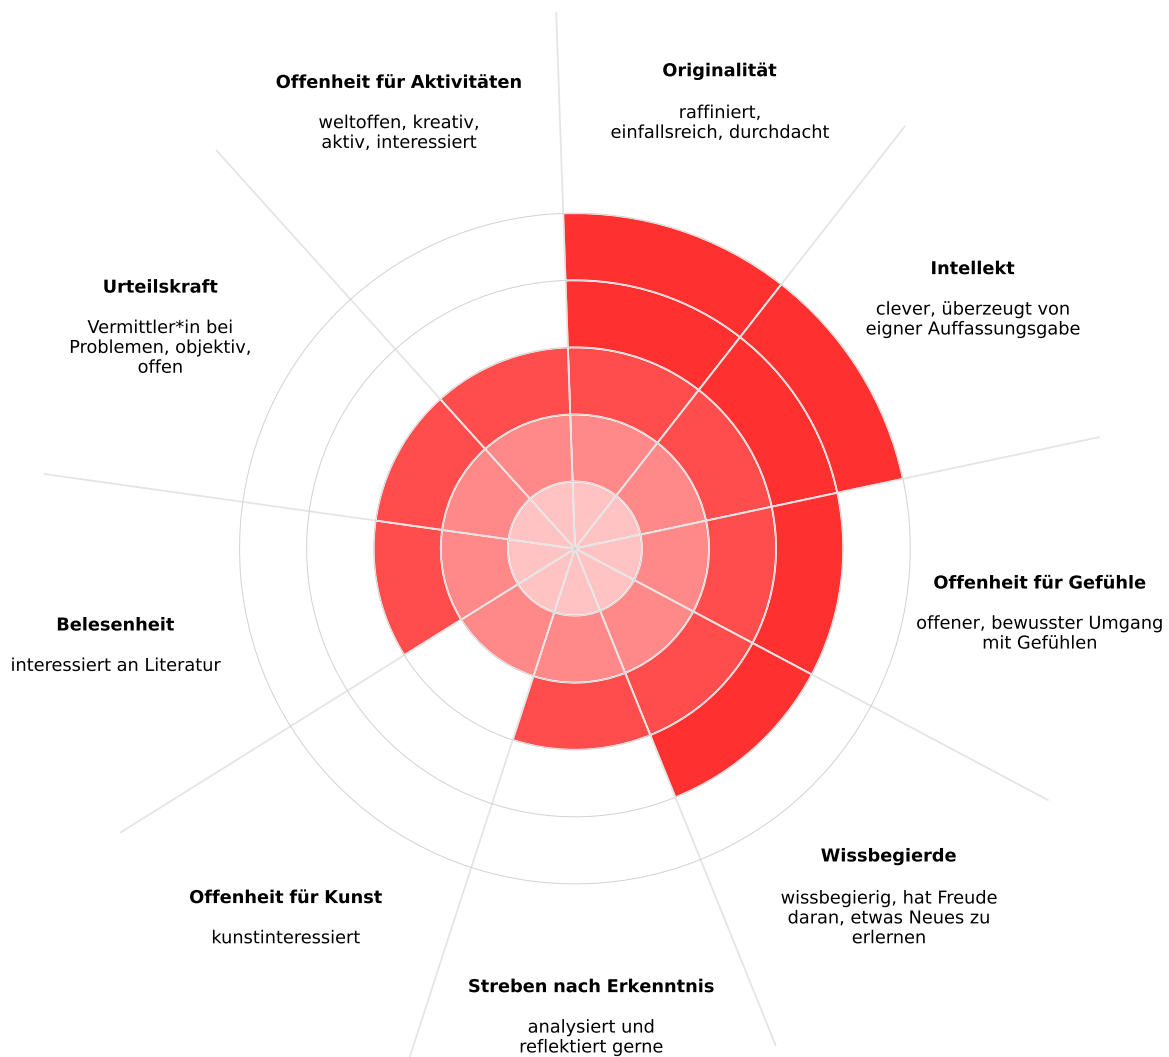 Originalität
raffiniert,
einfallsreich, durchdacht
Intellekt
clever, überzeugt von
eigner Auffassungsgabe
Offenheit für Gefühle
offener, bewusster Umgang
mit Gefühlen
Wissbegierde
wissbegierig, hat Freude
daran, etwas Neues zu
erlernen
Streben nach Erkenntnis
analysiert und
reflektiert gerne
Offenheit für Kunst
kunstinteressiert
Belesenheit
interessiert an Literatur
Urteilskraft
Vermittler*in bei
Problemen, objektiv,
offen
Offenheit für Aktivitäten
weltoffen, kreativ,
aktiv, interessiert